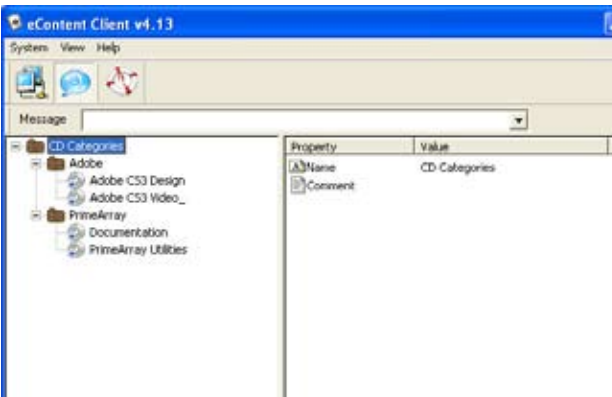 eContent Client v4.13
System View Help
Message
CD Categories
Adobe
Adobe CS3 Design
Adobe CS3 Video_
PrimeArray
Documentation
PrimeArray Utilities
Property Value
Name CD Categories
Comment